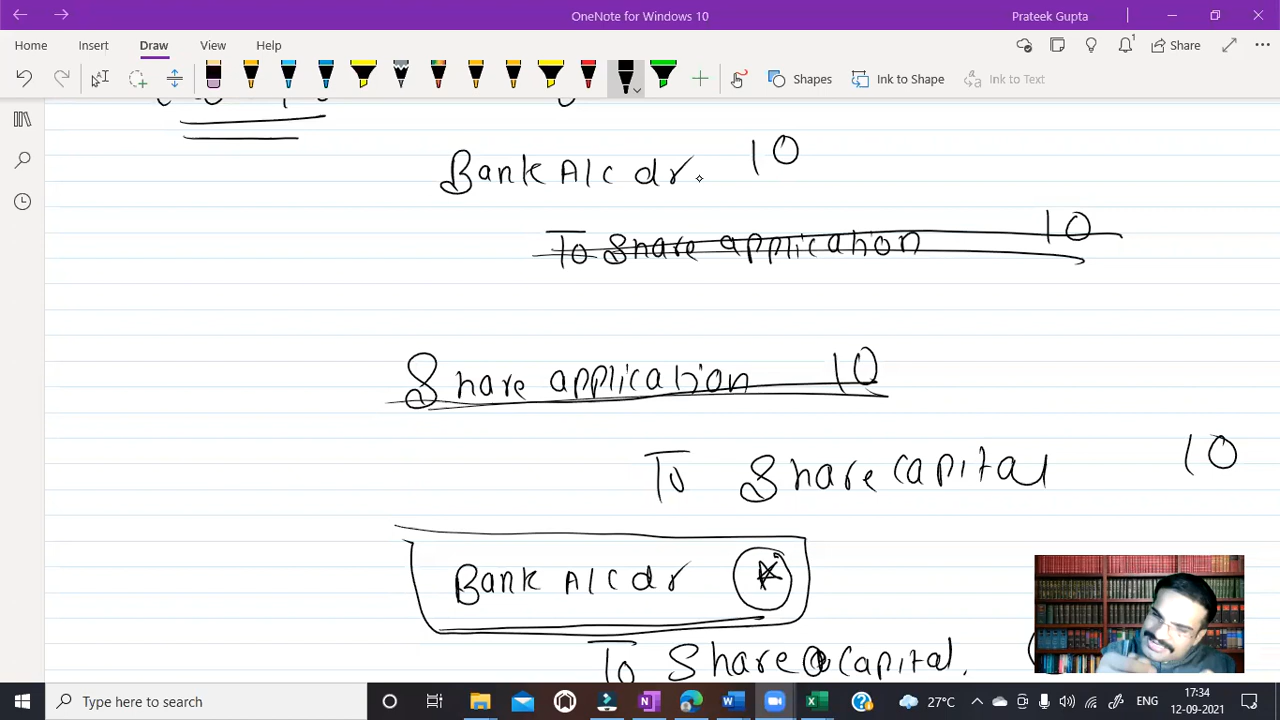 OneNote for Windows 10
Prateek Gupta
Home Insert Draw View Help
Share
Shapes Ink to Shape Ink to Text
Bank A/c dr. 10
To Share application 10
Share application 10
To Share capital 10
Bank A/c dr
To Share capital.
Type here to search
27°C ENG 17:34
12-09-2021